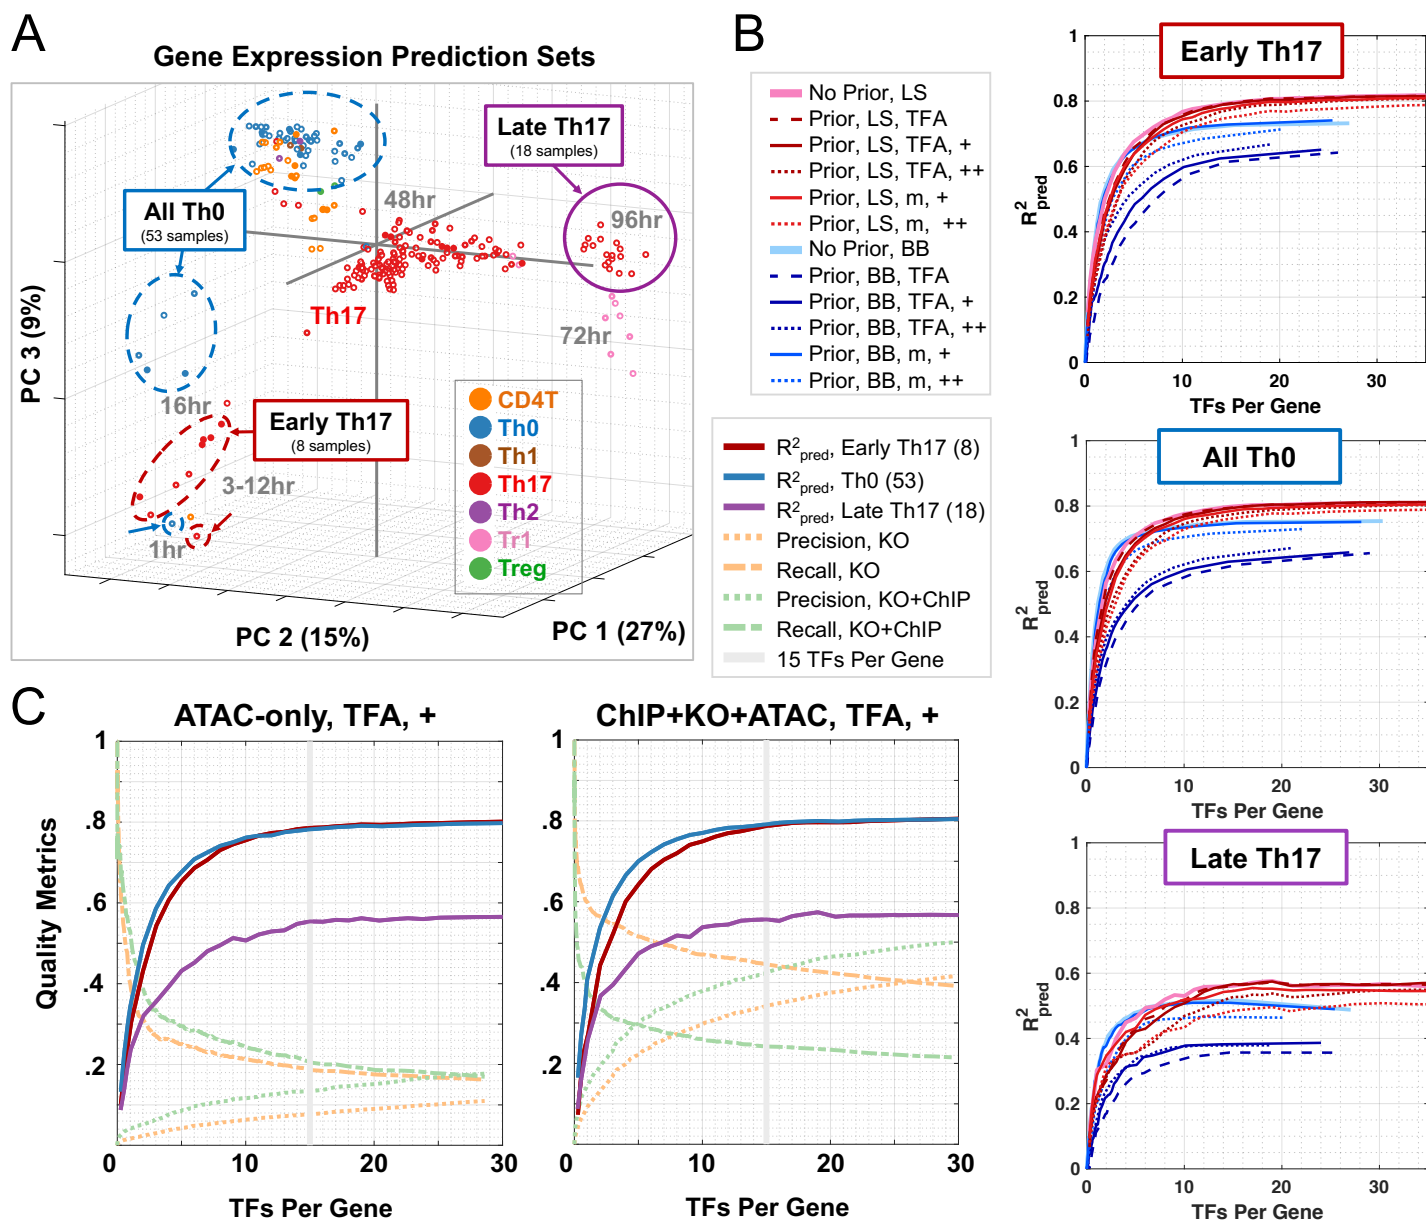 A
Gene Expression Prediction Sets
Late Th17
(18 samples)
All Th0
(53 samples)
48hr
96hr
Th17
72hr
16hr
Early Th17
(8 samples)
3-12hr
1hr
CD4T
Th0
Th1
Th17
Th2
Tr1
Treg
PC 3 (9%)
PC 2 (15%)
PC 1 (27%)
B
No Prior, LS
Prior, LS, TFA
Prior, LS, TFA, +
Prior, LS, TFA, ++
Prior, LS, m, +
Prior, LS, m, ++
No Prior, BB
Prior, BB, TFA
Prior, BB, TFA, +
Prior, BB, TFA, ++
Prior, BB, m, +
Prior, BB, m, ++
R²pred, Early Th17 (8)
R²pred, Th0 (53)
R²pred, Late Th17 (18)
Precision, KO
Recall, KO
Precision, KO+ChIP
Recall, KO+ChIP
15 TFs Per Gene
Early Th17
1
0.8
0.6
0.4
0.2
0
R²pred
0 10 20 30
TFs Per Gene
All Th0
1
0.8
0.6
0.4
0.2
0
R²pred
0 10 20 30
TFs Per Gene
Late Th17
1
0.8
0.6
0.4
0.2
0
R²pred
0 10 20 30
TFs Per Gene
C
ATAC-only, TFA, +
1
.8
.6
.4
.2
Quality Metrics
0 10 20 30
TFs Per Gene
ChIP+KO+ATAC, TFA, +
1
.8
.6
.4
.2
0 10 20 30
TFs Per Gene